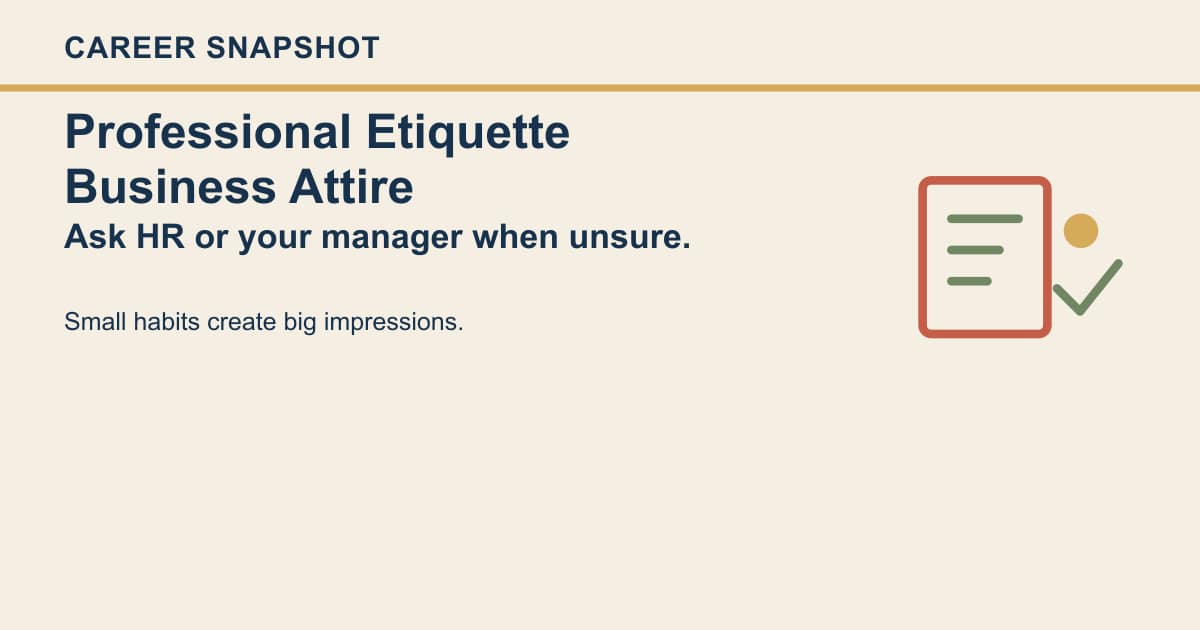 CAREER SNAPSHOT
Professional Etiquette
Business Attire
Ask HR or your manager when unsure.
Small habits create big impressions.